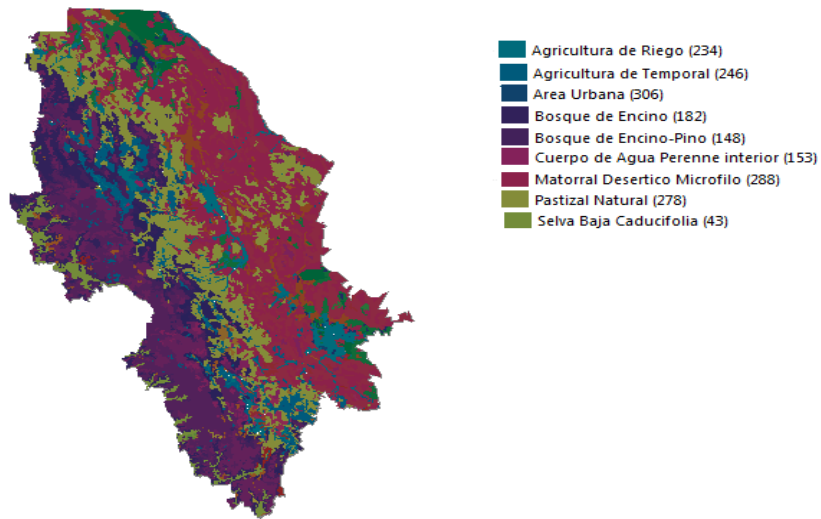 Agricultura de Riego (234)
Agricultura de Temporal (246)
Area Urbana (306)
Bosque de Encino (182)
Bosque de Encino-Pino (148)
Cuerpo de Agua Perenne interior (153)
Matorral Desertico Microfilo (288)
Pastizal Natural (278)
Selva Baja Caducifolia (43)